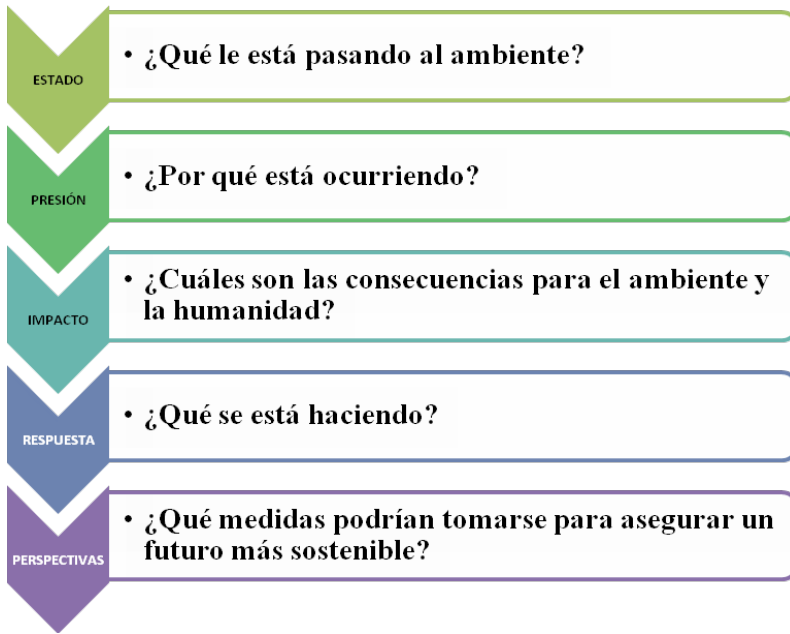 ESTADO
• ¿Qué le está pasando al ambiente?
PRESIÓN
• ¿Por qué está ocurriendo?
IMPACTO
• ¿Cuáles son las consecuencias para el ambiente y
la humanidad?
RESPUESTA
• ¿Qué se está haciendo?
PERSPECTIVAS
• ¿Qué medidas podrían tomarse para asegurar un
futuro más sostenible?